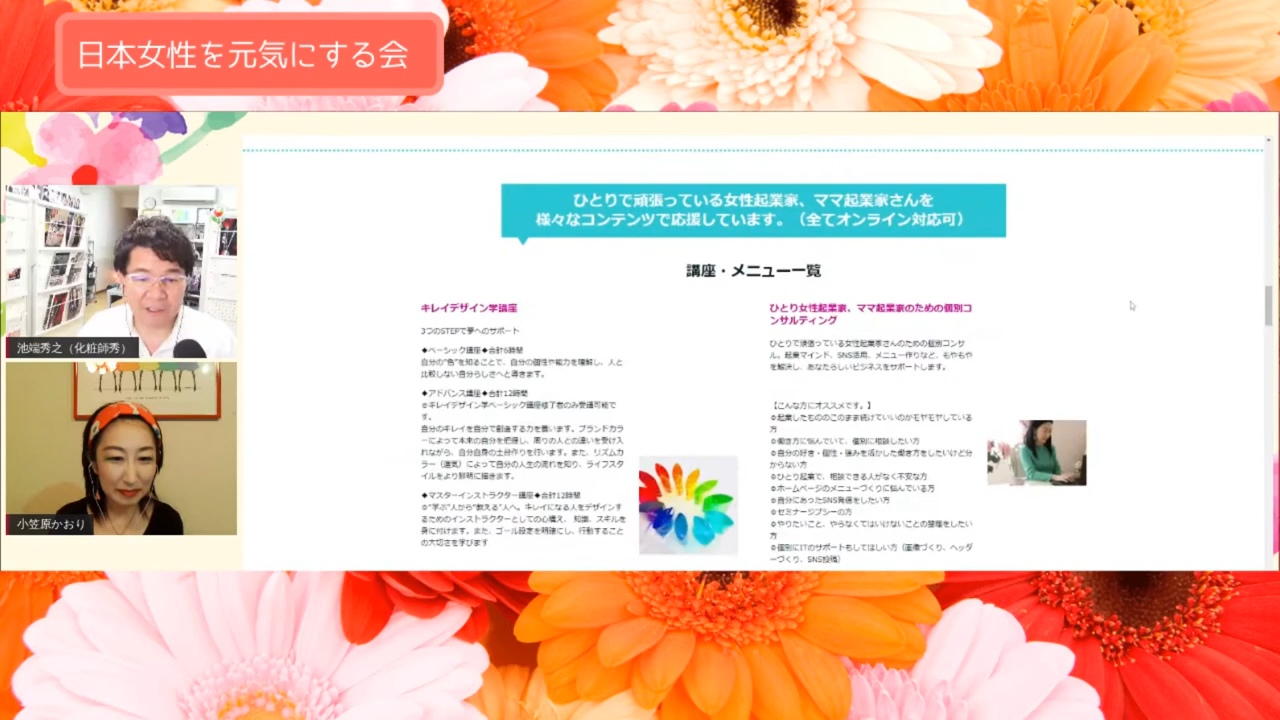 日本女性を元気にする会
池端秀之（化粧師秀）
小笠原かおり
ひとりで頑張っている女性起業家、ママ起業家さんを
様々なコンテンツで応援しています。（全てオンライン対応可）
講座・メニュー一覧
キレイデザイン学講座
3つのSTEPで夢へのサポート
◆ベーシック講座◆合計6時間
自分の"色"を知ることで、自分の個性や能力を理解し、人と
比較しない自分らしさへと導きます。
◆アドバンス講座◆合計12時間
※キレイデザイン学ベーシック講座修了者のみ受講可能で
す。
自分のキレイを自分で創造する力を養います。ブランドカラ
ーによって本来の自分を把握し、周りの人との違いを受け入
れながら、自分自身の土台作りを行います。また、リズムカ
ラー（運気）によって自分の人生の流れを知り、ライフスタ
イルをより鮮明に描きます。
◆マスターインストラクター講座◆合計12時間
※"学ぶ"人から"教える"人へ。キレイになる人をデザインす
るためのインストラクターとしての心構え、 知識、スキルを
身に付けます。また、ゴール設定を明確にし、行動すること
の大切さを学びます
ひとり女性起業家、ママ起業家のための個別コ
ンサルティング
ひとりで頑張っている女性起業家さんのための個別コンサ
ル。起業マインド、SNS活用、メニュー作りなど、もやもや
を解決し、あなたらしいビジネスをサポートします。
【こんな方にオススメです。】
※起業したもののこのまま続けていいのかモヤモヤしている
方
※働き方に悩んでいて、個別に相談したい方
※自分の好き・個性・強みを活かした働き方をしたいけど分
からない方
※ひとり起業で、相談できる人がなく不安な方
※ホームページのメニューづくりに悩んでいる方
※自分にあったSNS発信をしたい方
※セミナージプシーの方
※やりたいこと、やらなくてはいけないことの整理をしたい
方
※個別にITのサポートもしてほしい方（画像づくり、ヘッダ
ーづくり、SNS投稿）